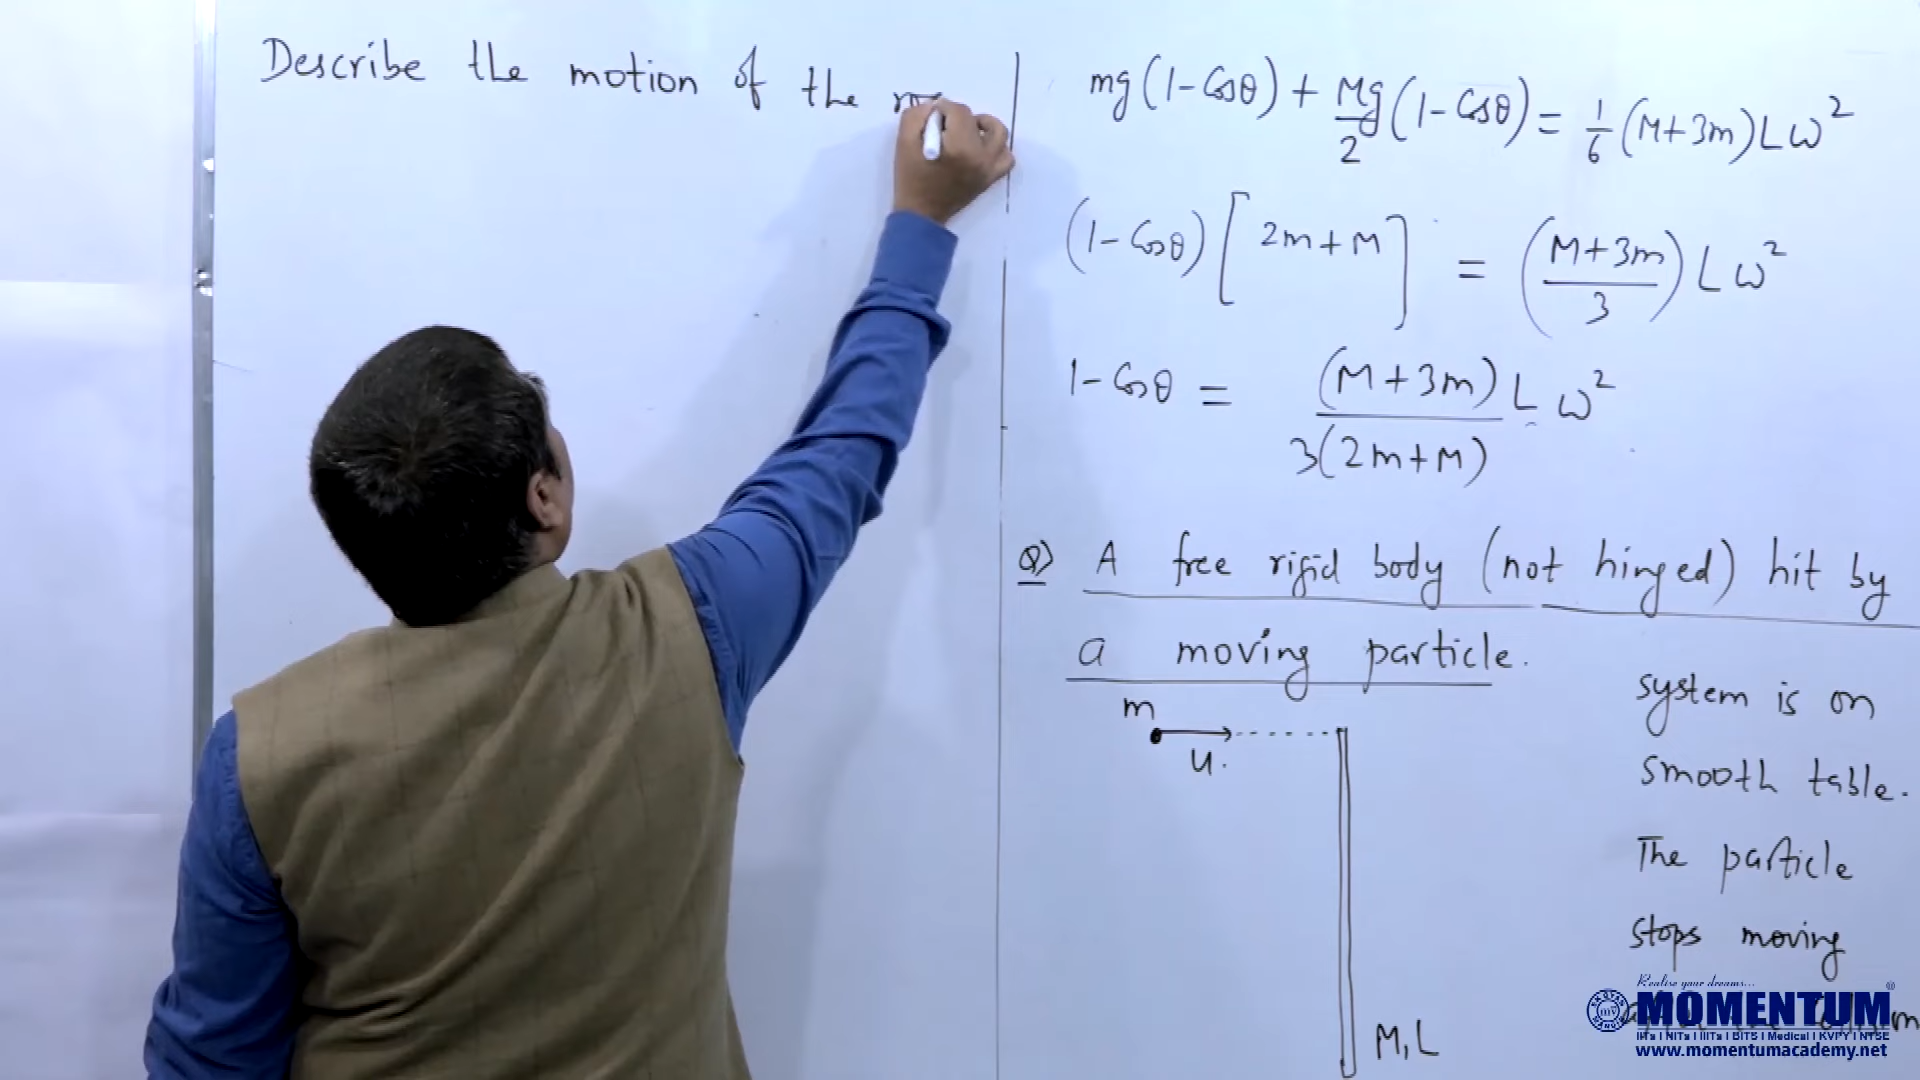 Describe the motion of the
mg(1-Cosθ) + Mg/2 (1-Cosθ) = 1/6 (M+3m)Lω²
(1-Cosθ)[2m+M] = (M+3m/3) Lω²
1-Cosθ = (M+3m)/3(2m+M) L ω²
Q) A free rigid body (not hinged) hit by
a moving particle.
m
u.
M, L
system is on
smooth table.
The particle
stops moving
Realise your dreams...
MOMENTUM®
IITs | NITs | IIITs | BITS | Medical | KVPY | NTSE
www.momentumacademy.net